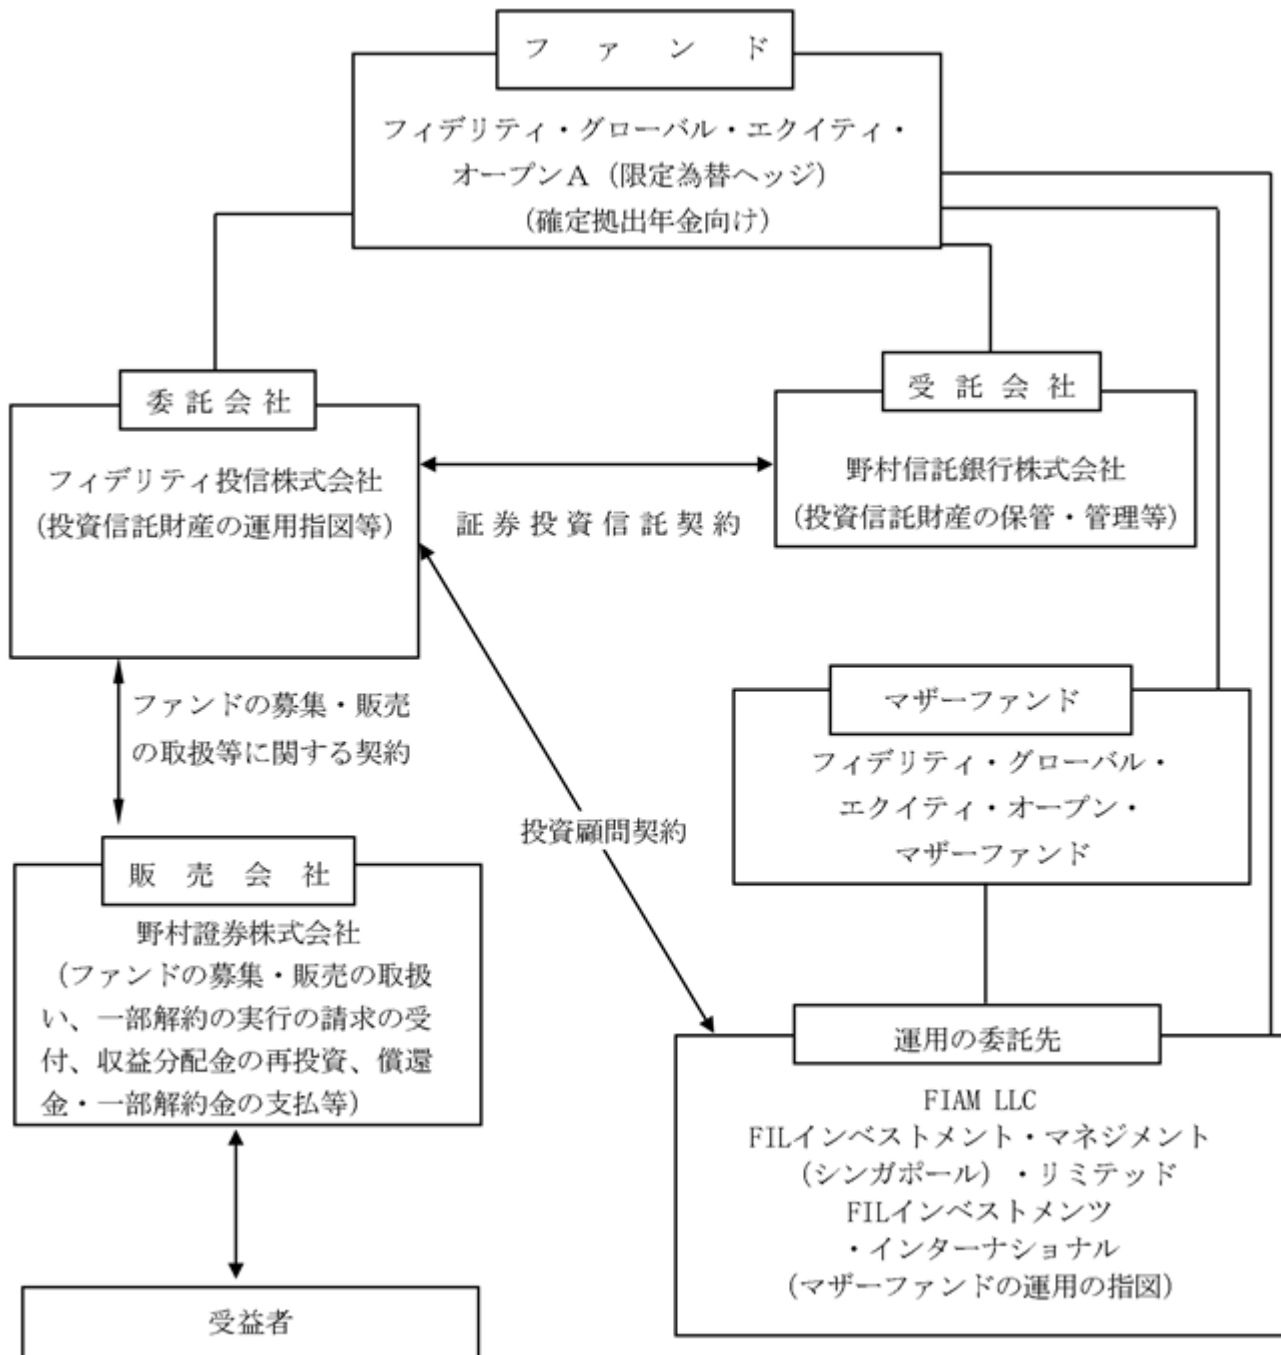 ファンド
フィデリティ・グローバル・エクイティ・
オープンA（限定為替ヘッジ）
（確定拠出年金向け）
委託会社
フィデリティ投信株式会社
（投資信託財産の運用指図等）
証券投資信託契約
受託会社
野村信託銀行株式会社
（投資信託財産の保管・管理等）
ファンドの募集・販売
の取扱等に関する契約
投資顧問契約
マザーファンド
フィデリティ・グローバル・
エクイティ・オープン・
マザーファンド
販売会社
野村證券株式会社
（ファンドの募集・販売の取扱
い、一部解約の実行の請求の受
付、収益分配金の再投資、償還
金・一部解約金の支払等）
運用の委託先
FIAM LLC
FILインベストメント・マネジメント
（シンガポール）・リミテッド
FILインベストメンツ
・インターナショナル
（マザーファンドの運用の指図）
受益者